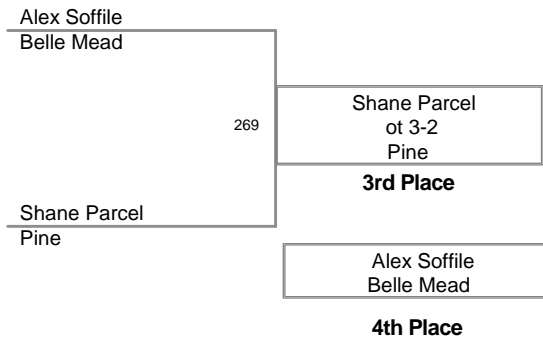 Alex Soffile
Belle Mead
269
Shane Parcel
ot 3-2
Pine
3rd Place
Shane Parcel
Pine
Alex Soffile
Belle Mead
4th Place